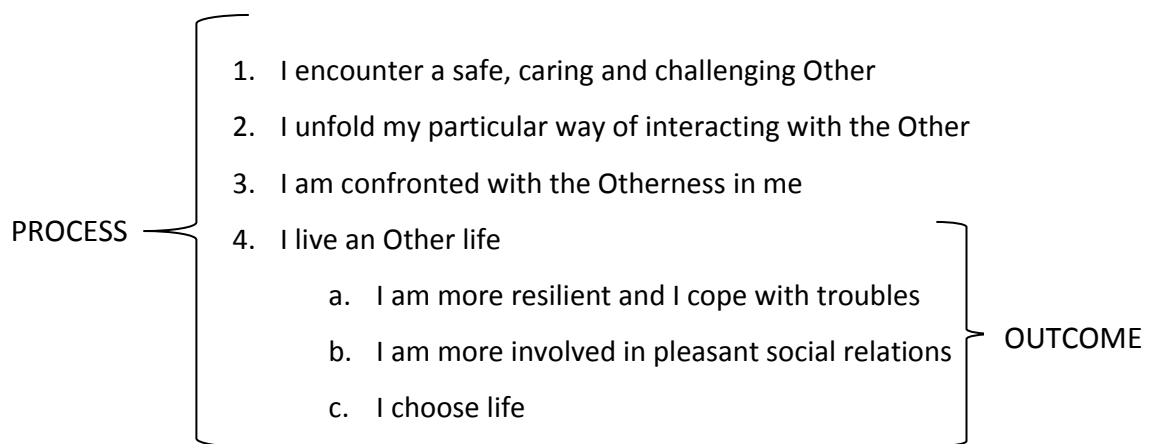 1. I encounter a safe, caring and challenging Other
2. I unfold my particular way of interacting with the Other
3. I am confronted with the Otherness in me
PROCESS
4. I live an Other life
a. I am more resilient and I cope with troubles
b. I am more involved in pleasant social relations
OUTCOME
c. I choose life